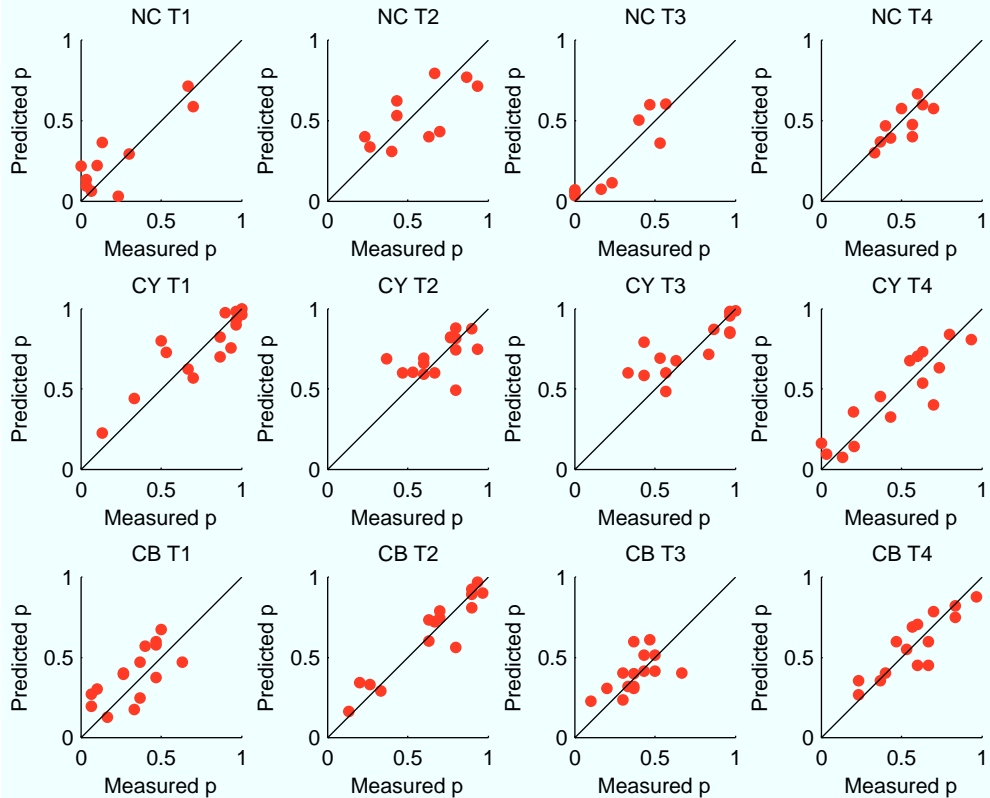 NC T1
NC T2
NC T3
NC T4
1
1
1
1
Predicted p
Predicted p
Predicted p
Predicted p
0.5
0.5
0.5
0.5
0
0
0
0
0 0.5 1
0 0.5 1
0 0.5 1
0 0.5 1
Measured p
Measured p
Measured p
Measured p
CY T1
CY T2
CY T3
CY T4
1
1
1
1
Predicted p
Predicted p
Predicted p
Predicted p
0.5
0.5
0.5
0.5
0
0
0
0
0 0.5 1
0 0.5 1
0 0.5 1
0 0.5 1
Measured p
Measured p
Measured p
Measured p
CB T1
CB T2
CB T3
CB T4
1
1
1
1
Predicted p
Predicted p
Predicted p
Predicted p
0.5
0.5
0.5
0.5
0
0
0
0
0 0.5 1
0 0.5 1
0 0.5 1
0 0.5 1
Measured p
Measured p
Measured p
Measured p